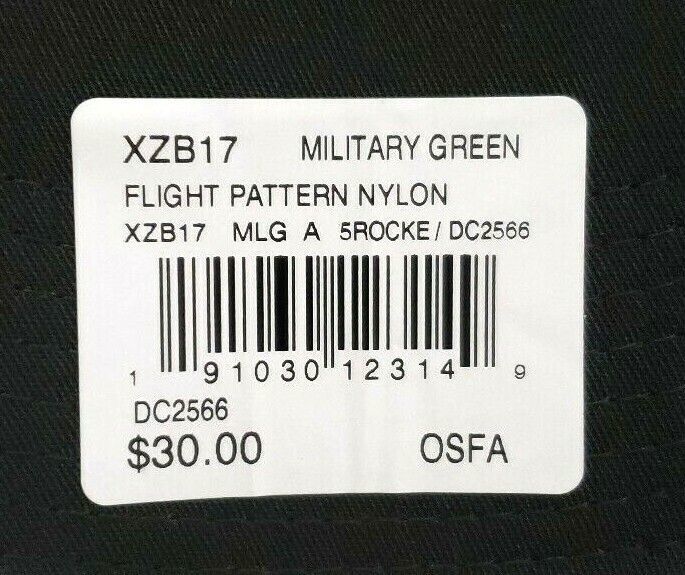 XZB17 MILITARY GREEN
FLIGHT PATTERN NYLON
XZB17 MLG A 5ROCKE/DC2566
1 91030 12314 9
DC2566
$30.00 OSFA